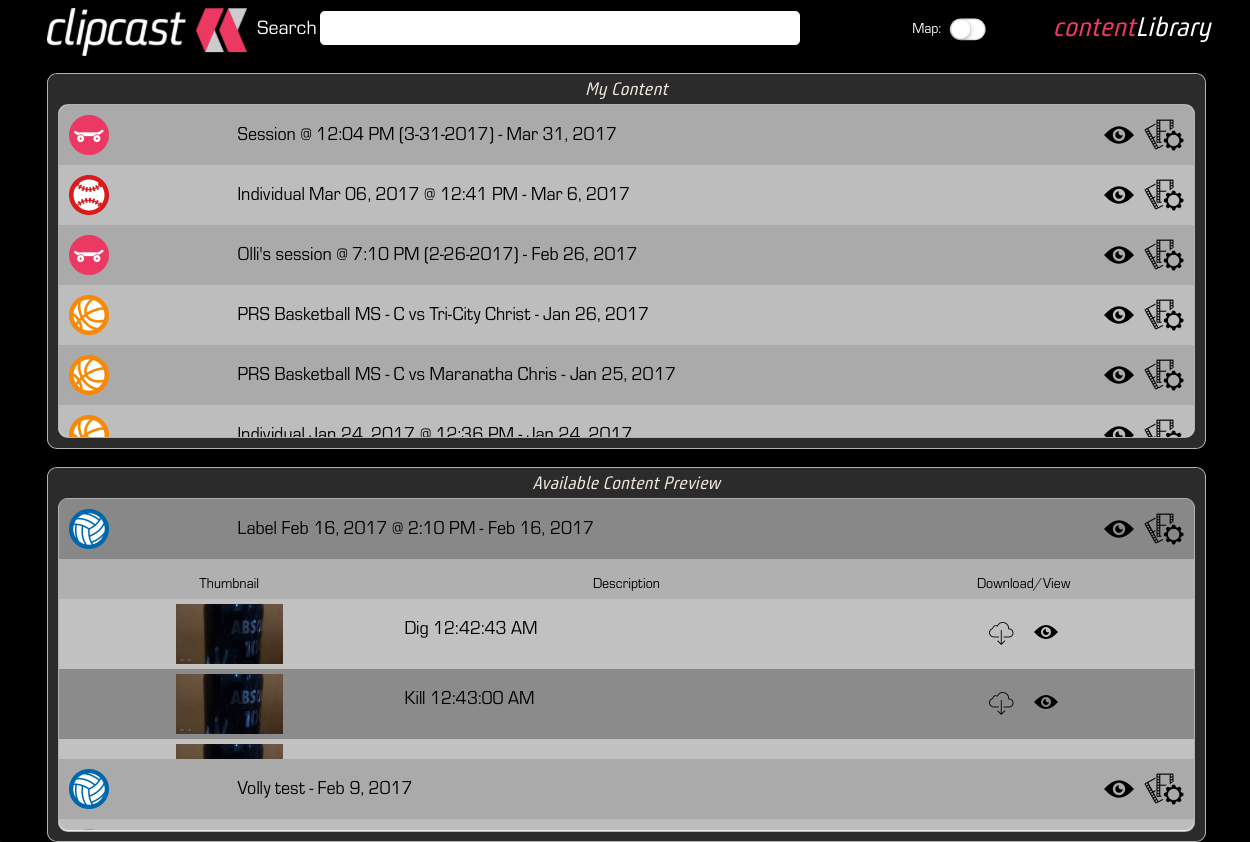 clipcast Search Map: contentLibrary
My Content
Session @ 12:04 PM (3-31-2017) - Mar 31, 2017
Individual Mar 06, 2017 @ 12:41 PM - Mar 6, 2017
Olli's session @ 7:10 PM (2-26-2017) - Feb 26, 2017
PRS Basketball MS - C vs Tri-City Christ - Jan 26, 2017
PRS Basketball MS - C vs Maranatha Chris - Jan 25, 2017
Individual Jan 24, 2017 @ 12:36 PM - Jan 24, 2017
Available Content Preview
Label Feb 16, 2017 @ 2:10 PM - Feb 16, 2017
Thumbnail Description Download/View
ABSO
Dig 12:42:43 AM
ABSO
Kill 12:43:00 AM
Volly test - Feb 9, 2017